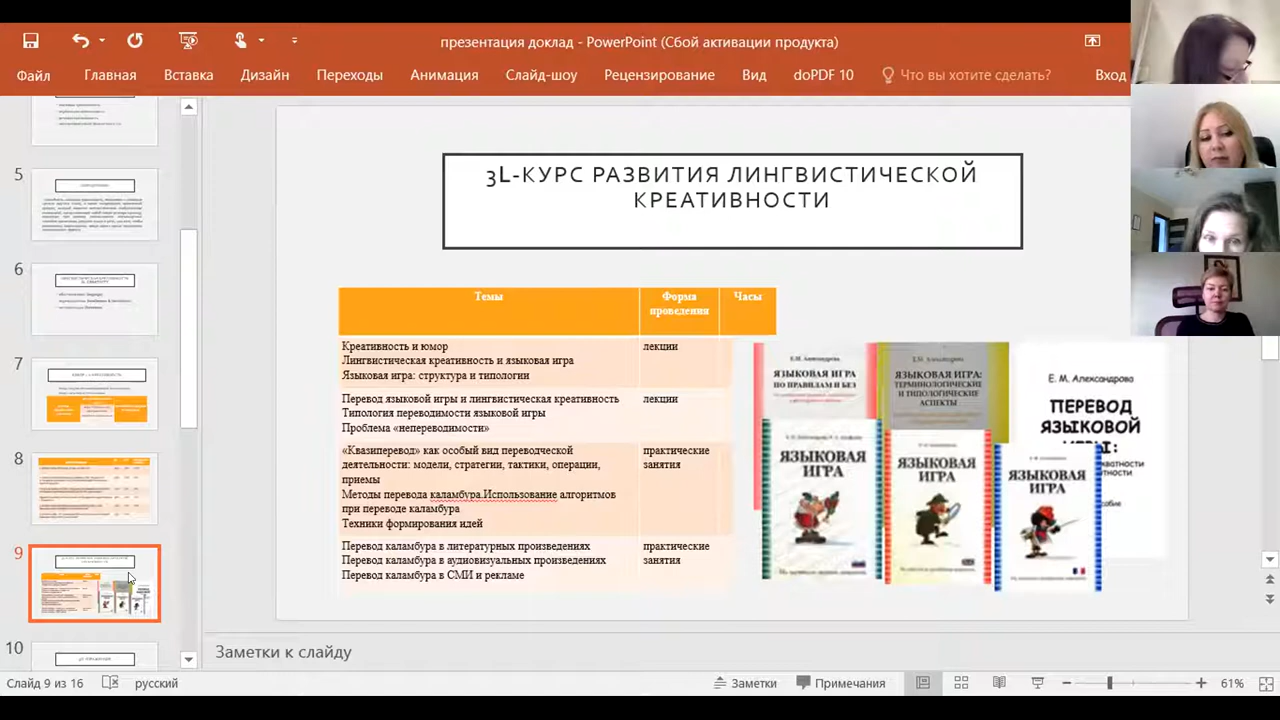 презентация доклад - PowerPoint (Сбой активации продукта)
Файл
Главная
Вставка
Дизайн
Переходы
Анимация
Слайд-шоу
Рецензирование
Вид
doPDF 10
Что вы хотите сделать?
Вход
5
6
7
8
9
10
3L-КУРС РАЗВИТИЯ ЛИНГВИСТИЧЕСКОЙ
КРЕАТИВНОСТИ
Темы
Форма
проведения
Часы
Креативность и юмор
Лингвистическая креативность и языковая игра
Языковая игра: структура и типологии
лекции
Перевод языковой игры и лингвистическая креативность
Типология переводимости языковой игры
Проблема «непереводимости»
лекции
«Квазиперевод» как особый вид переводческой
деятельности: модели, стратегии, тактики, операции,
приемы
Методы перевода каламбура.Использование алгоритмов
при переводе каламбура
Техники формирования идей
практические
занятия
Перевод каламбура в литературных произведениях
Перевод каламбура в аудиовизуальных произведениях
Перевод каламбура в СМИ и рекламе
практические
занятия
Е.М. Александрова
ЯЗЫКОВАЯ ИГРА
ПО ПРАВИЛАМ И БЕЗ
Е.М. Александрова
ЯЗЫКОВАЯ ИГРА:
ТЕРМИНОЛОГИЧЕСКИЕ
И ТИПОЛОГИЧЕСКИЕ
АСПЕКТЫ
Е. М. Александрова
ПЕРЕВОД
ЯЗЫКОВОЙ
ИГРЫ:
ЯЗЫКОВАЯ
ИГРА
ЯЗЫКОВАЯ
ИГРА
ЯЗЫКОВАЯ
ИГРА
Заметки к слайду
Слайд 9 из 16
русский
Заметки
Примечания
61%